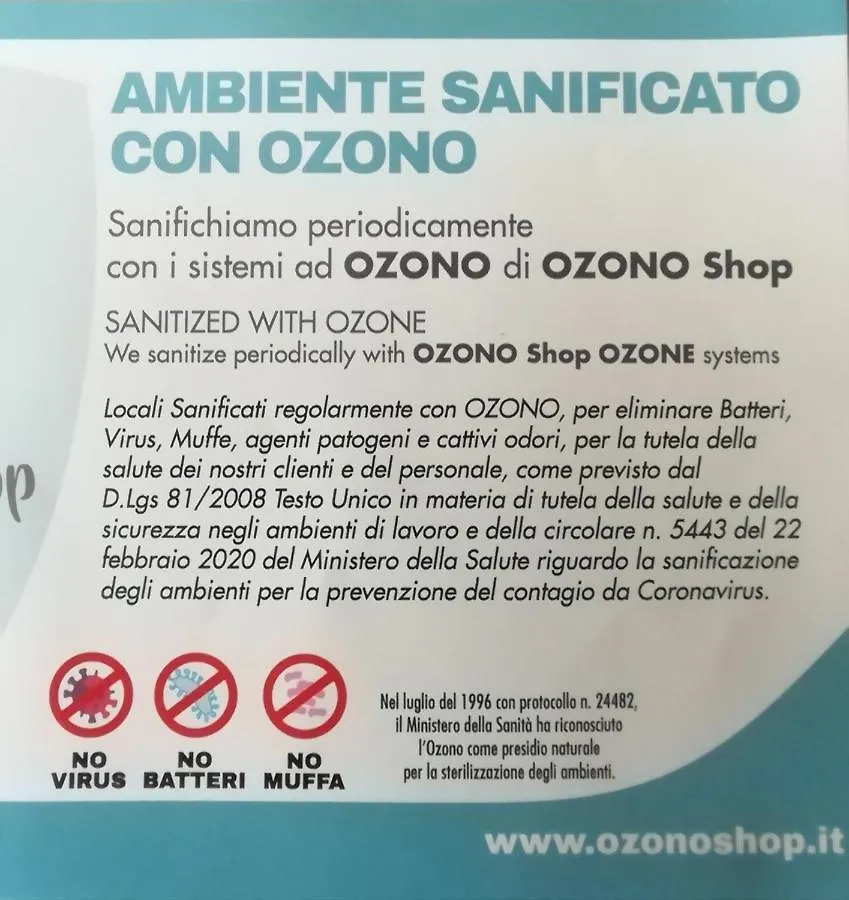 AMBIENTE SANIFICATO
CON OZONO
Sanifichiamo periodicamente
con i sistemi ad OZONO di OZONO Shop
SANITIZED WITH OZONE
We sanitize periodically with OZONO Shop OZONE systems
Locali Sanificati regolarmente con OZONO, per eliminare Batteri,
Virus, Muffe, agenti patogeni e cattivi odori, per la tutela della
salute dei nostri clienti e del personale, come previsto dal
D.Lgs 81/2008 Testo Unico in materia di tutela della salute e della
sicurezza negli ambienti di lavoro e della circolare n. 5443 del 22
febbraio 2020 del Ministero della Salute riguardo la sanificazione
degli ambienti per la prevenzione del contagio da Coronavirus.
NO
VIRUS
NO
BATTERI
NO
MUFFA
Nel luglio del 1996 con protocollo n. 24482,
il Ministero della Sanità ha riconosciuto
l'Ozono come presidio naturale
per la sterilizzazione degli ambienti.
www.ozonoshop.it